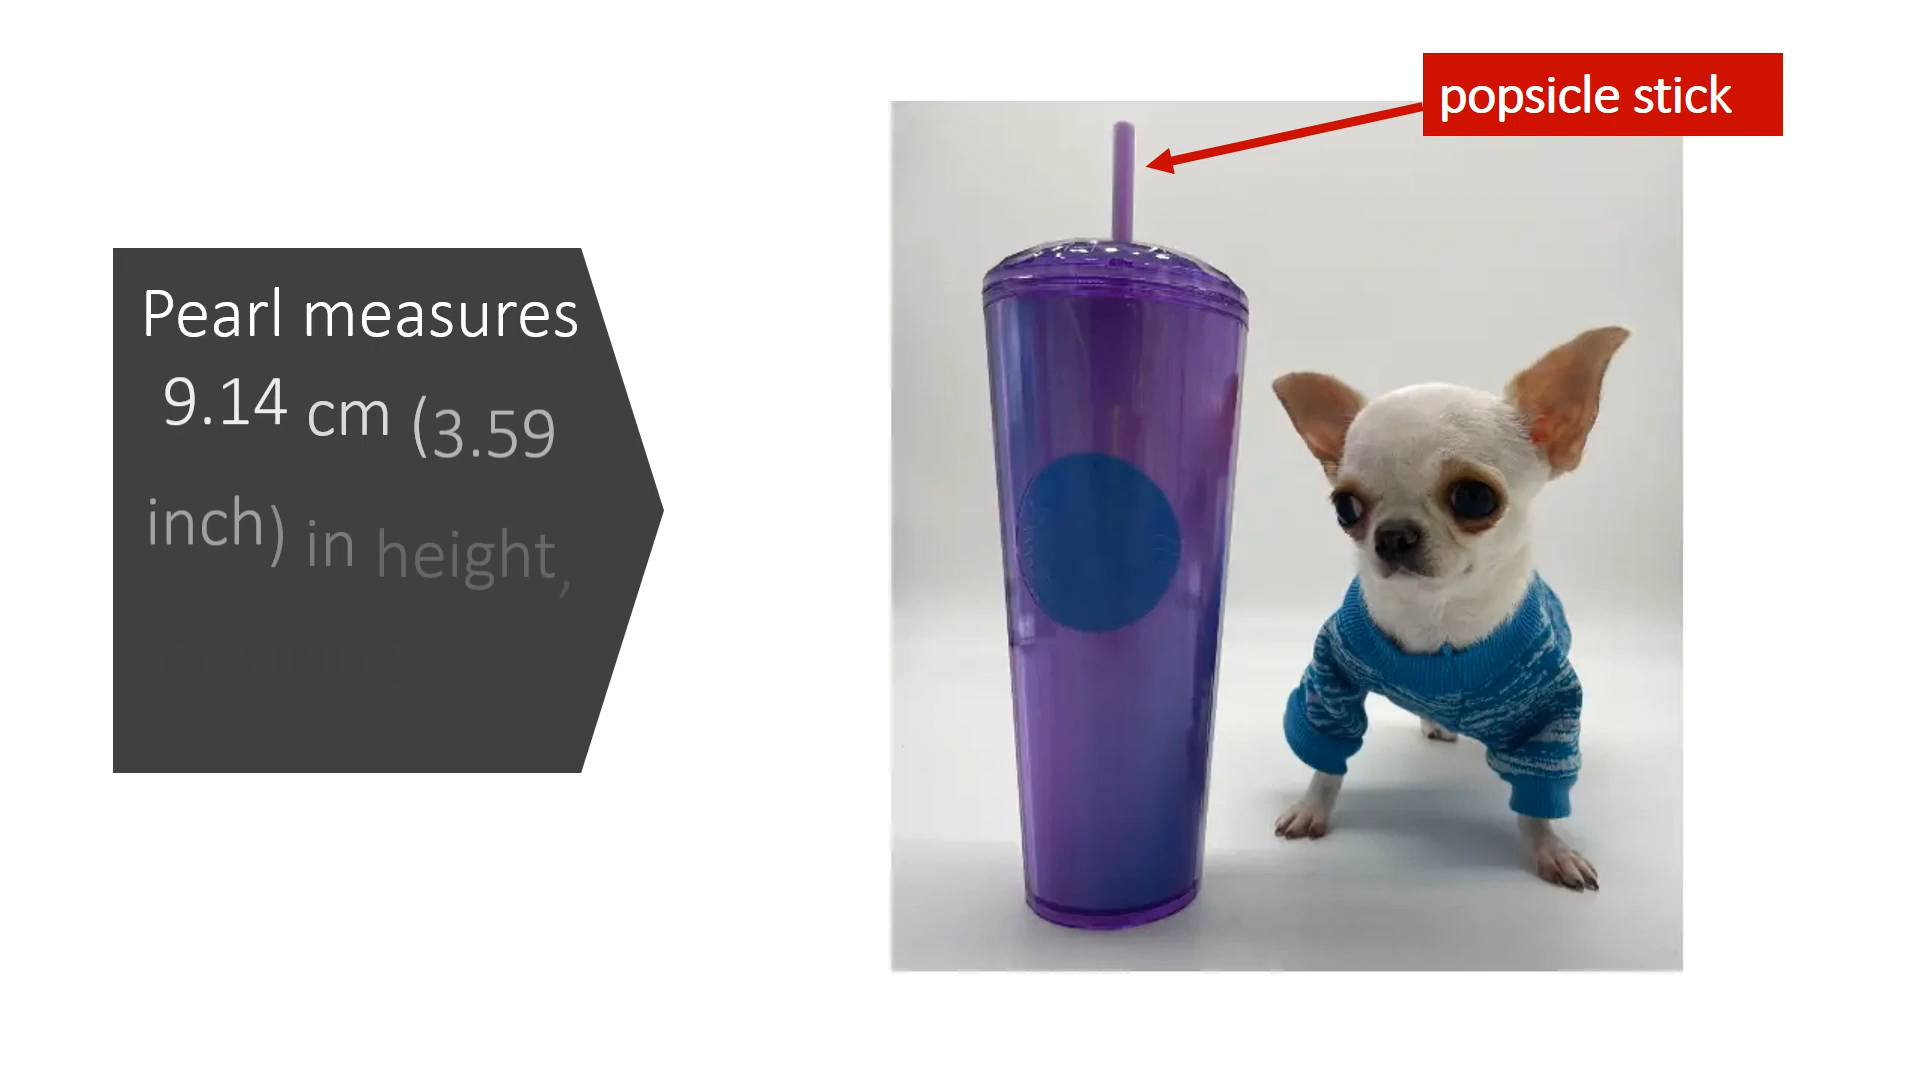 popsicle stick
Pearl measures
9.14 cm (3.59
inch) in height,